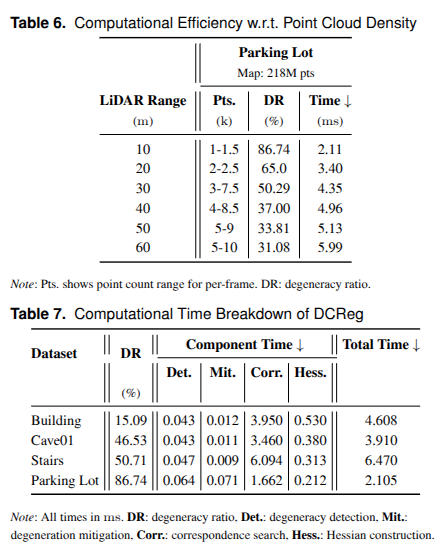 Table 6. Computational Efficiency w.r.t. Point Cloud Density
Parking Lot
Map: 218M pts
LiDAR Range Pts. DR Time ↓
(m) (k) (%) (ms)
10 1-1.5 86.74 2.11
20 2-2.5 65.0 3.40
30 3-7.5 50.29 4.35
40 4-8.5 37.00 4.96
50 5-9 33.81 5.13
60 5-10 31.08 5.99
Note: Pts. shows point count range for per-frame. DR: degeneracy ratio.
Table 7. Computational Time Breakdown of DCReg
Dataset DR Component Time ↓ Total Time ↓
Det. Mit. Corr. Hess.
(%)
Building 15.09 0.043 0.012 3.950 0.530 4.608
Cave01 46.53 0.043 0.011 3.460 0.380 3.910
Stairs 50.71 0.047 0.009 6.094 0.313 6.470
Parking Lot 86.74 0.064 0.071 1.662 0.212 2.105
Note: All times in ms. DR: degeneracy ratio, Det.: degeneracy detection, Mit.:
degeneration mitigation, Corr.: correspondence search, Hess.: Hessian construction.